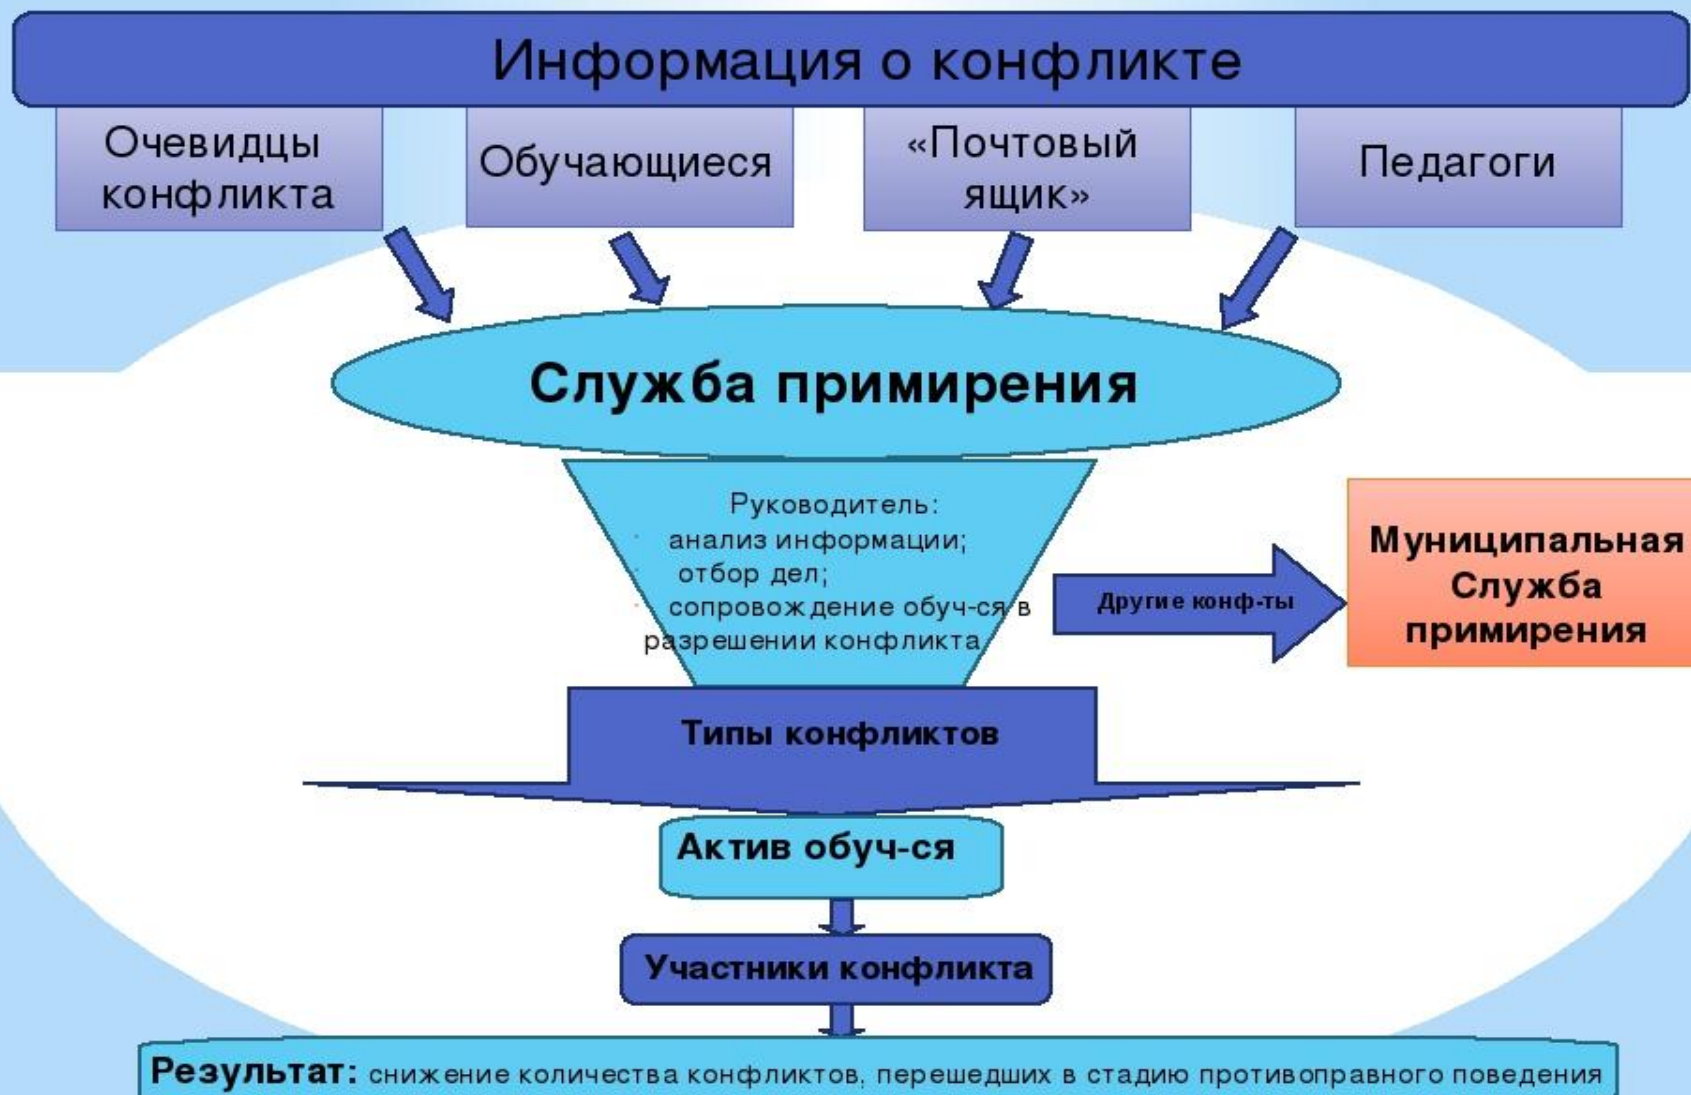 Информация о конфликте
Очевидцы
конфликта
Обучающиеся
«Почтовый
ящик»
Педагоги
Служба примирения
Руководитель:
анализ информации;
отбор дел;
сопровождение обуч-ся в
разрешении конфликта
Другие конф-ты
Муниципальная
Служба
примирения
Типы конфликтов
Актив обуч-ся
Участники конфликта
Результат: снижение количества конфликтов, перешедших в стадию противоправного поведения